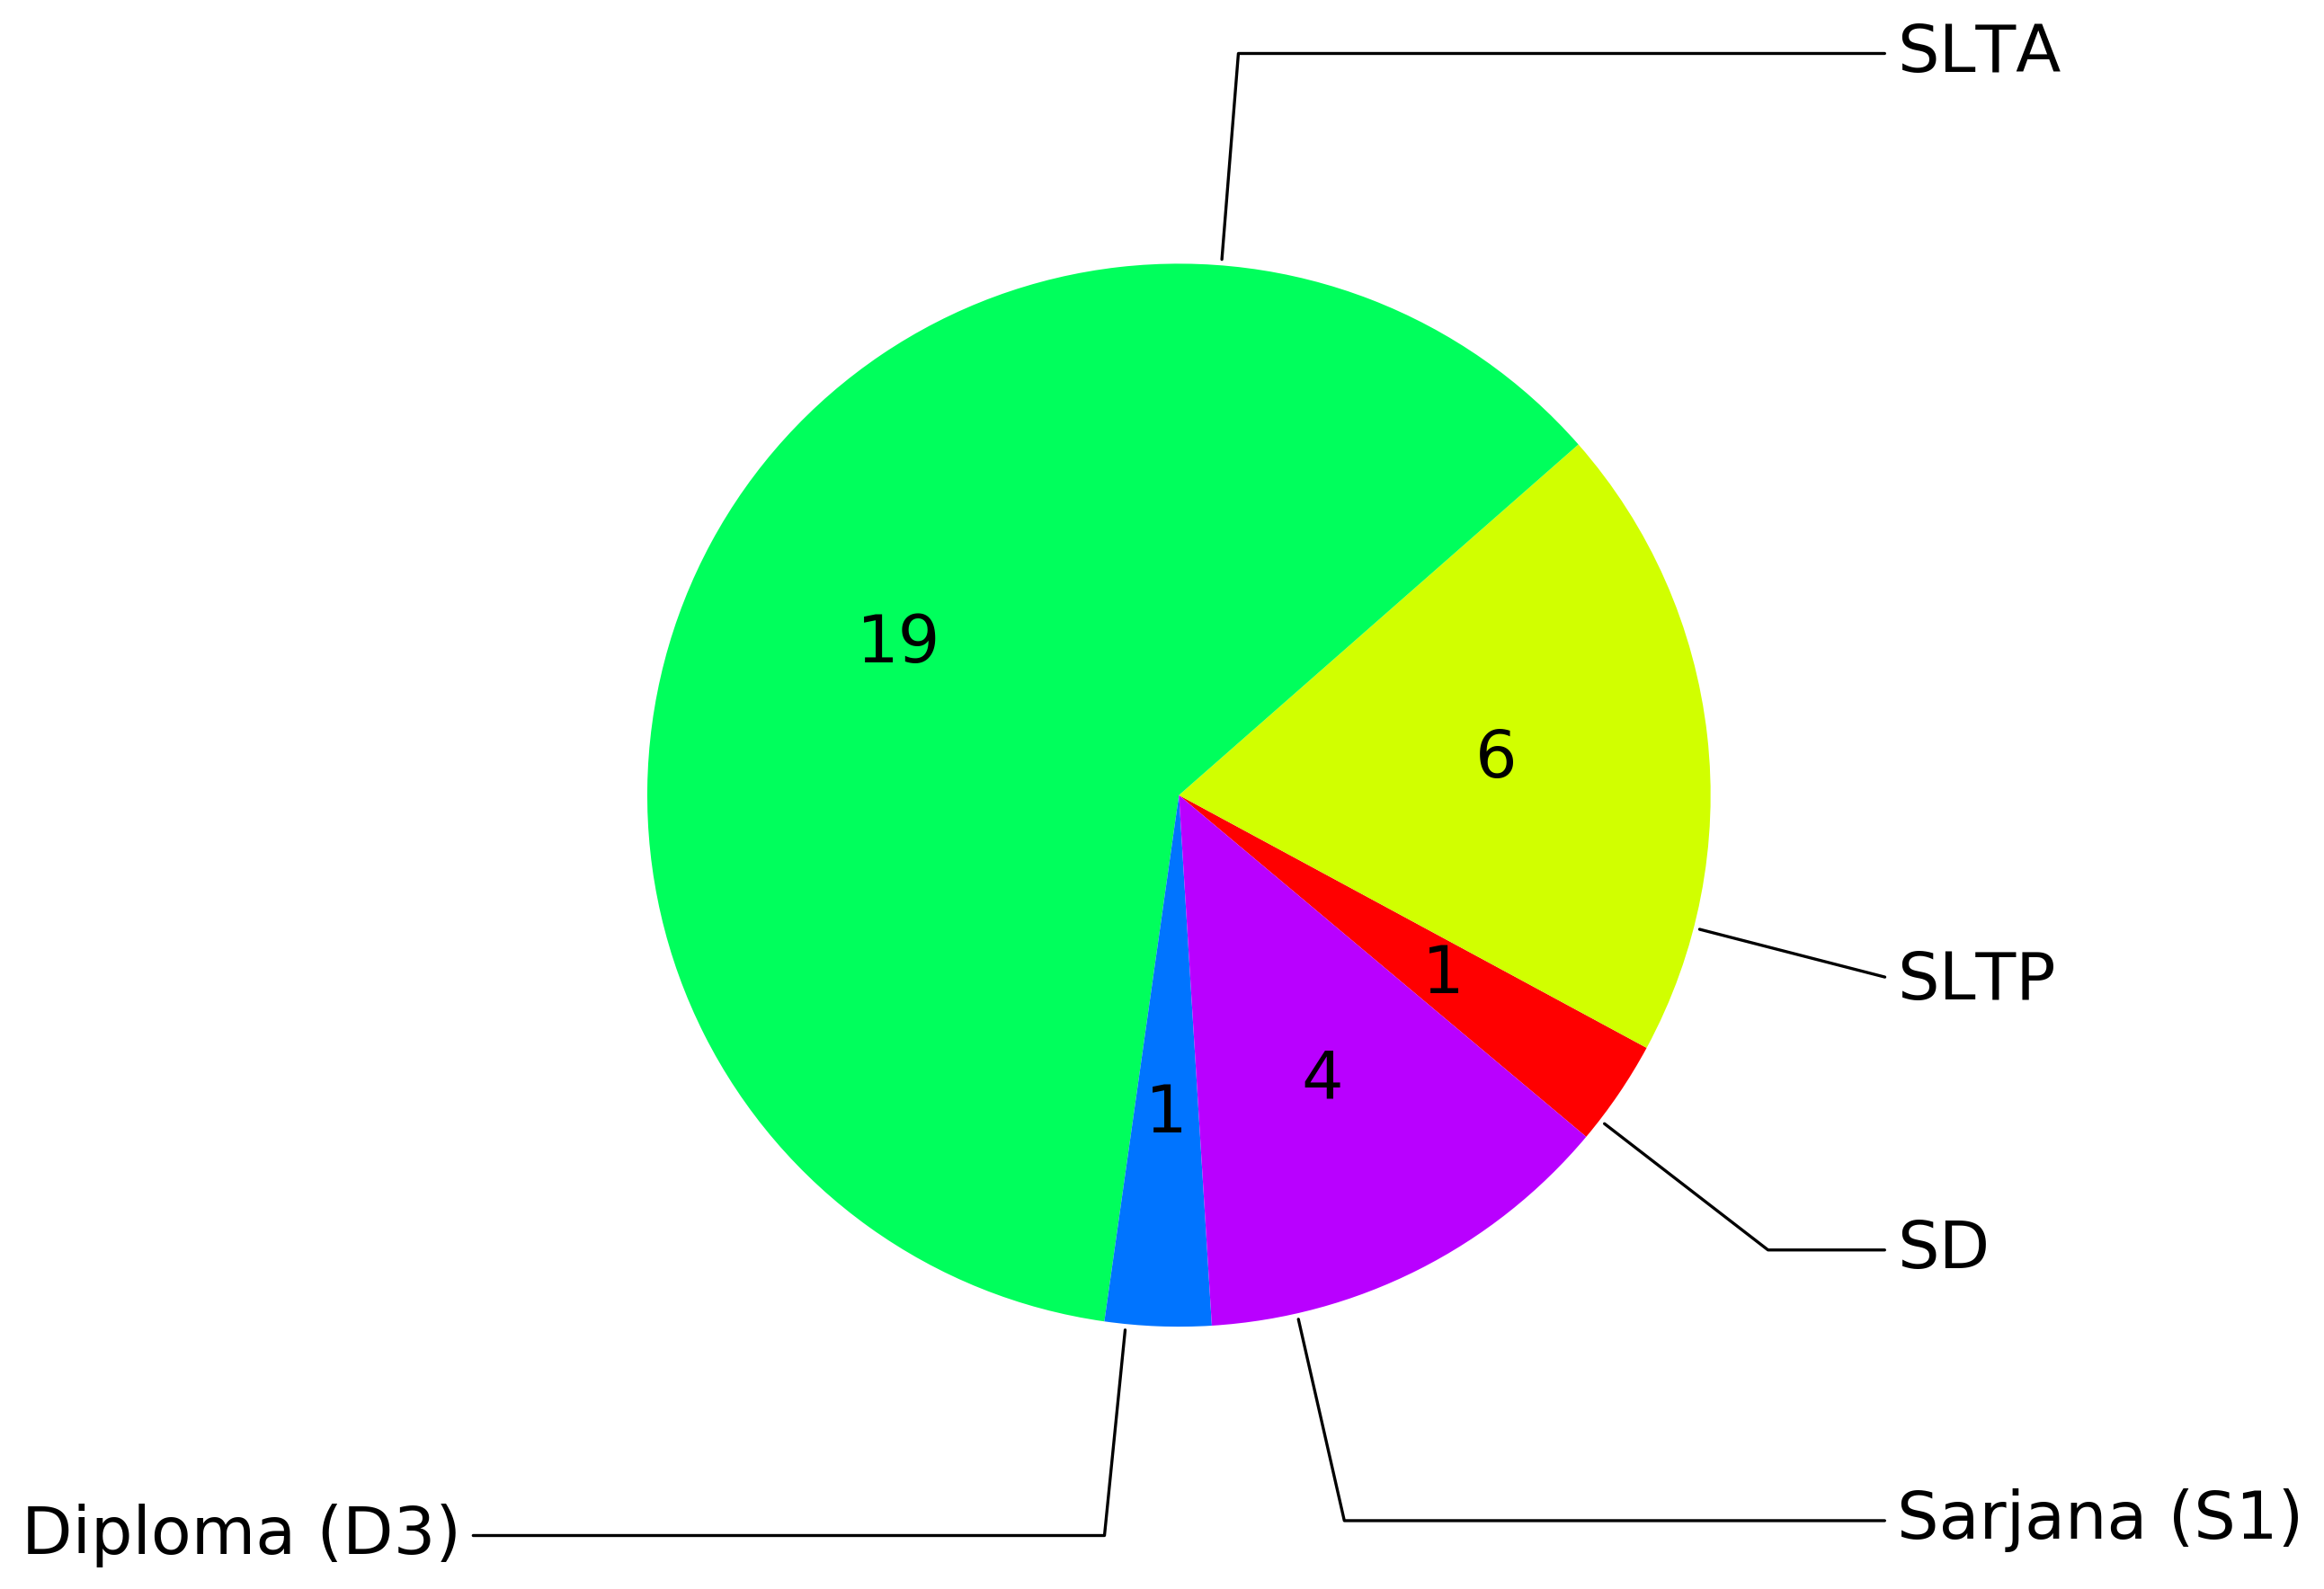 SLTA
19
6
SLTP
1
4
1
SD
Sarjana (S1)
Diploma (D3)